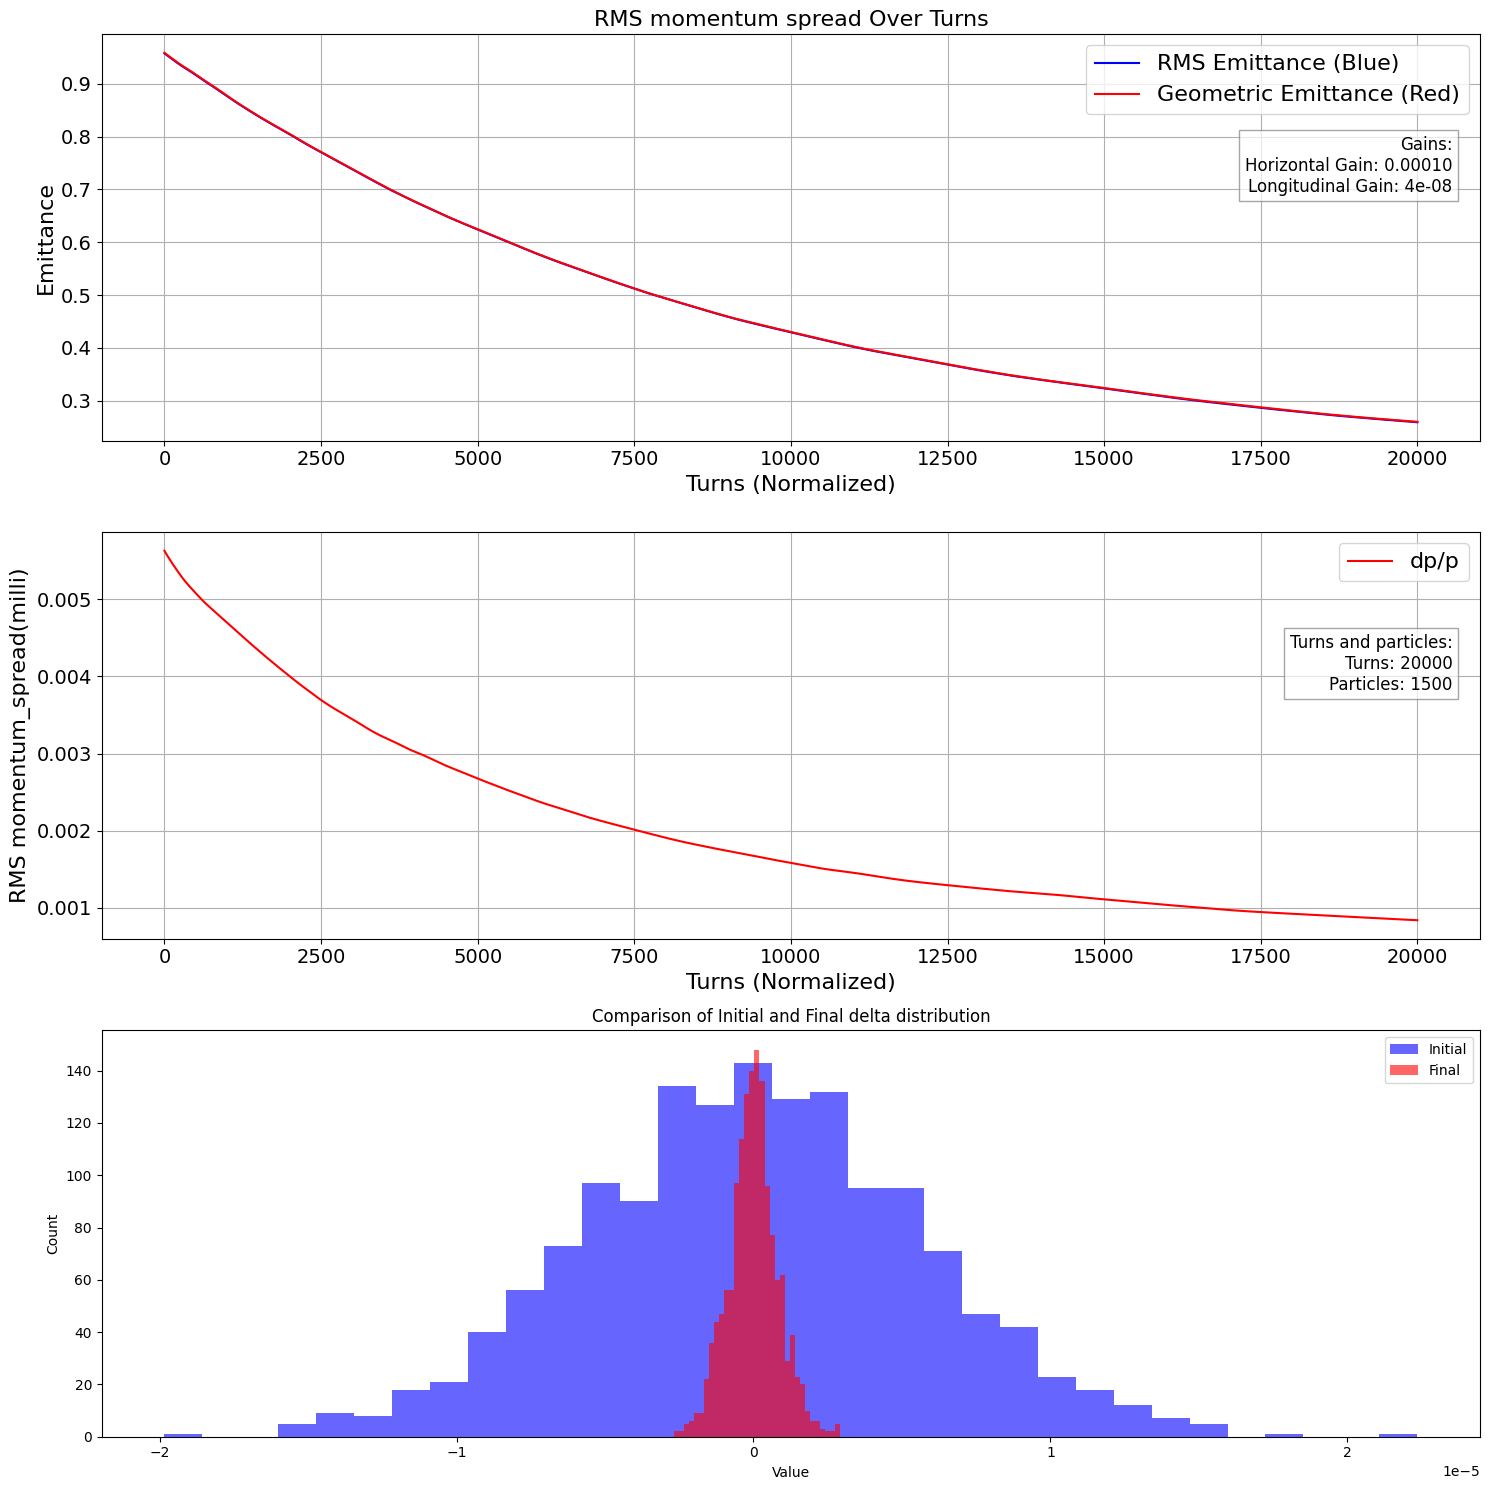 RMS momentum spread Over Turns
Emittance
0.9
0.8
0.7
0.6
0.5
0.4
0.3
RMS Emittance (Blue)
Geometric Emittance (Red)
Gains:
Horizontal Gain: 0.00010
Longitudinal Gain: 4e-08
0 2500 5000 7500 10000 12500 15000 17500 20000
Turns (Normalized)
RMS momentum_spread(milli)
0.005
0.004
0.003
0.002
0.001
dp/p
Turns and particles:
Turns: 20000
Particles: 1500
0 2500 5000 7500 10000 12500 15000 17500 20000
Turns (Normalized)
Comparison of Initial and Final delta distribution
Count
140
120
100
80
60
40
20
0
Initial
Final
−2 −1 0 1 2
1e−5
Value